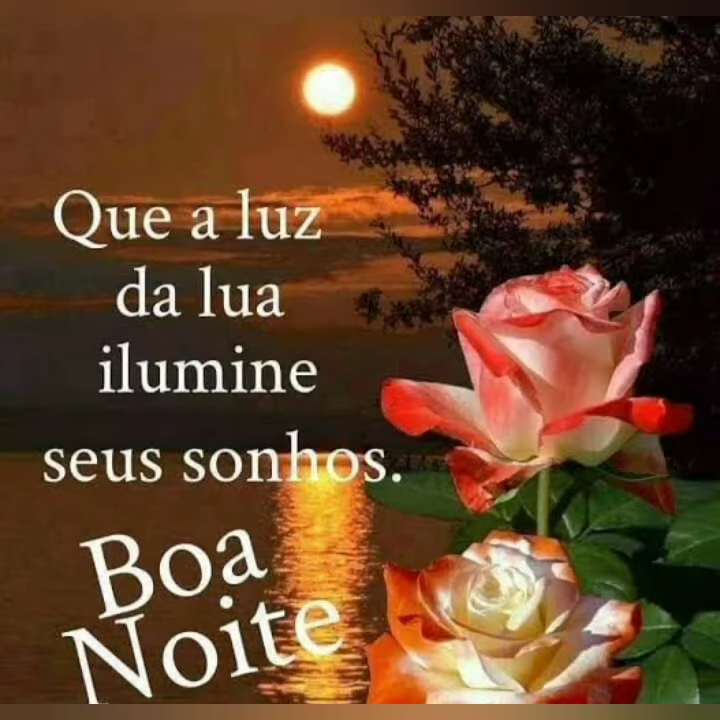 Que a luz
da lua
ilumine
seus sonhos.
Boa
Noite